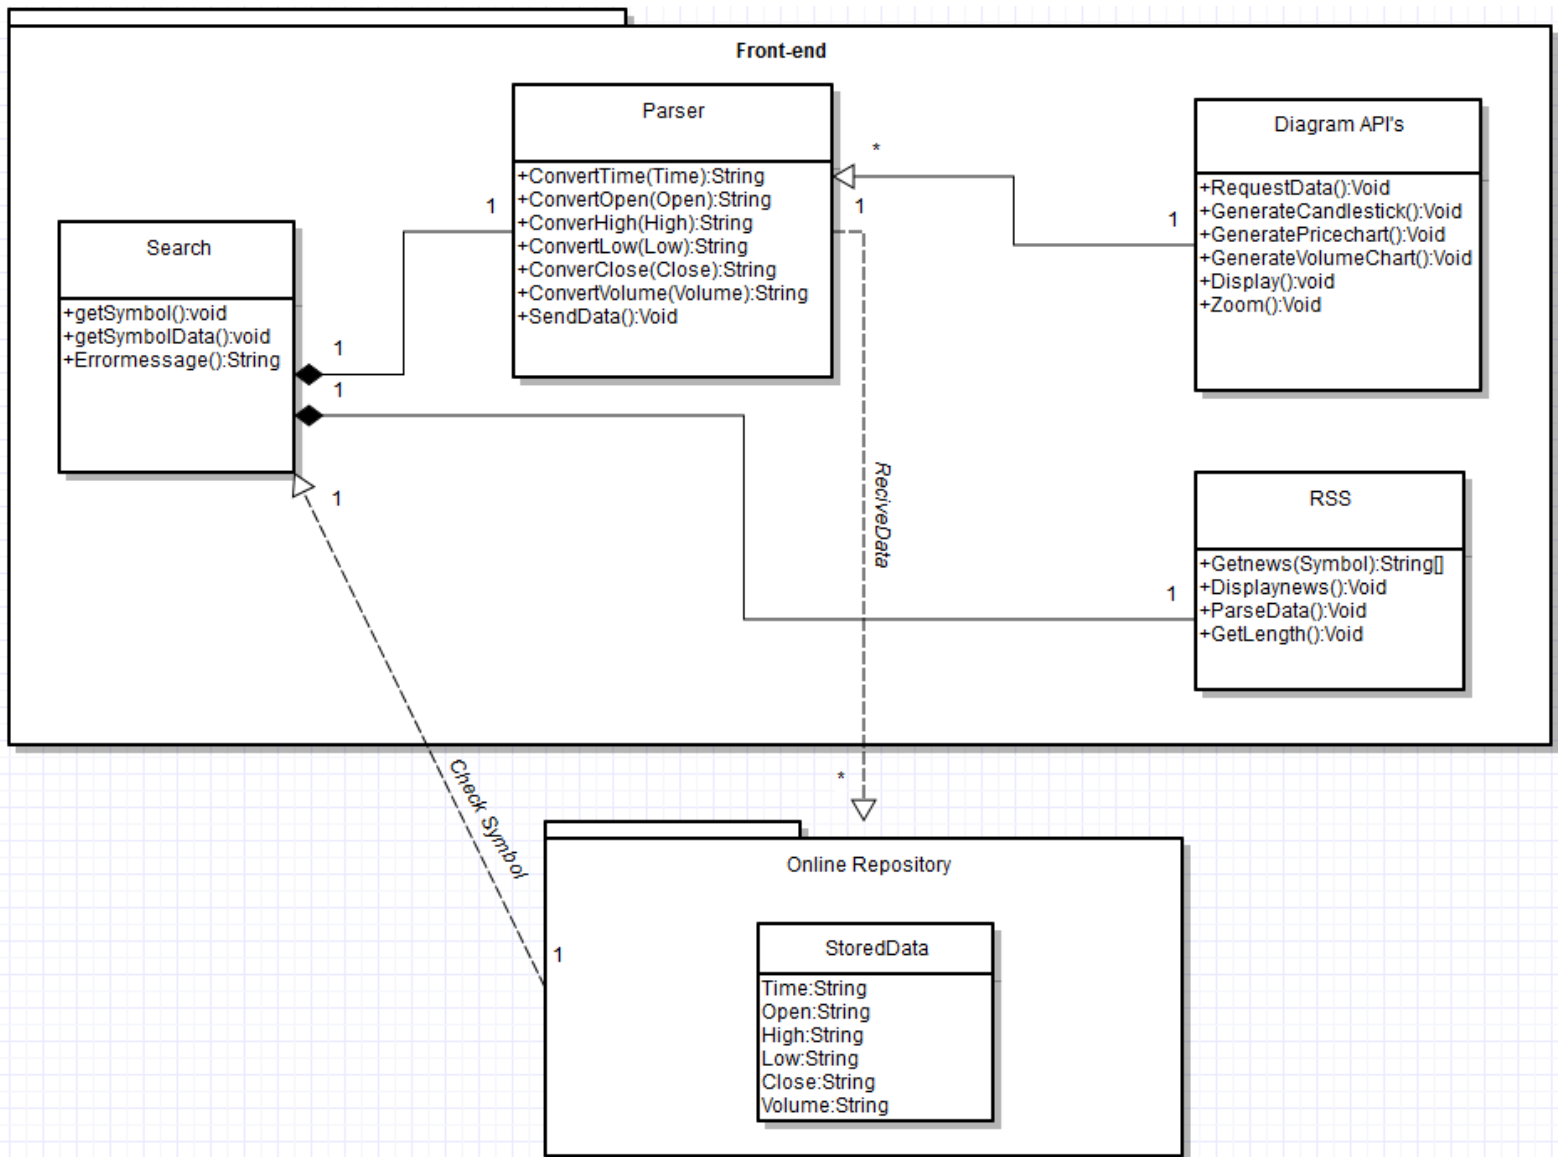 Front-end
Parser
+ConvertTime(Time):String
+ConvertOpen(Open):String
+ConverHigh(High):String
+ConvertLow(Low):String
+ConverClose(Close):String
+ConvertVolume(Volume):String
+SendData():Void
Diagram API's
+RequestData():Void
+GenerateCandlestick():Void
+GeneratePricechart():Void
+GenerateVolumeChart():Void
+Display():void
+Zoom():Void
*
1
1
1
Search
+getSymbol():void
+getSymbolData():void
+Errormessage():String
1
1
1
ReciveData
RSS
+Getnews(Symbol):String[]
+Displaynews():Void
+ParseData():Void
+GetLength():Void
1
*
Check Symbol
1
Online Repository
StoredData
Time:String
Open:String
High:String
Low:String
Close:String
Volume:String